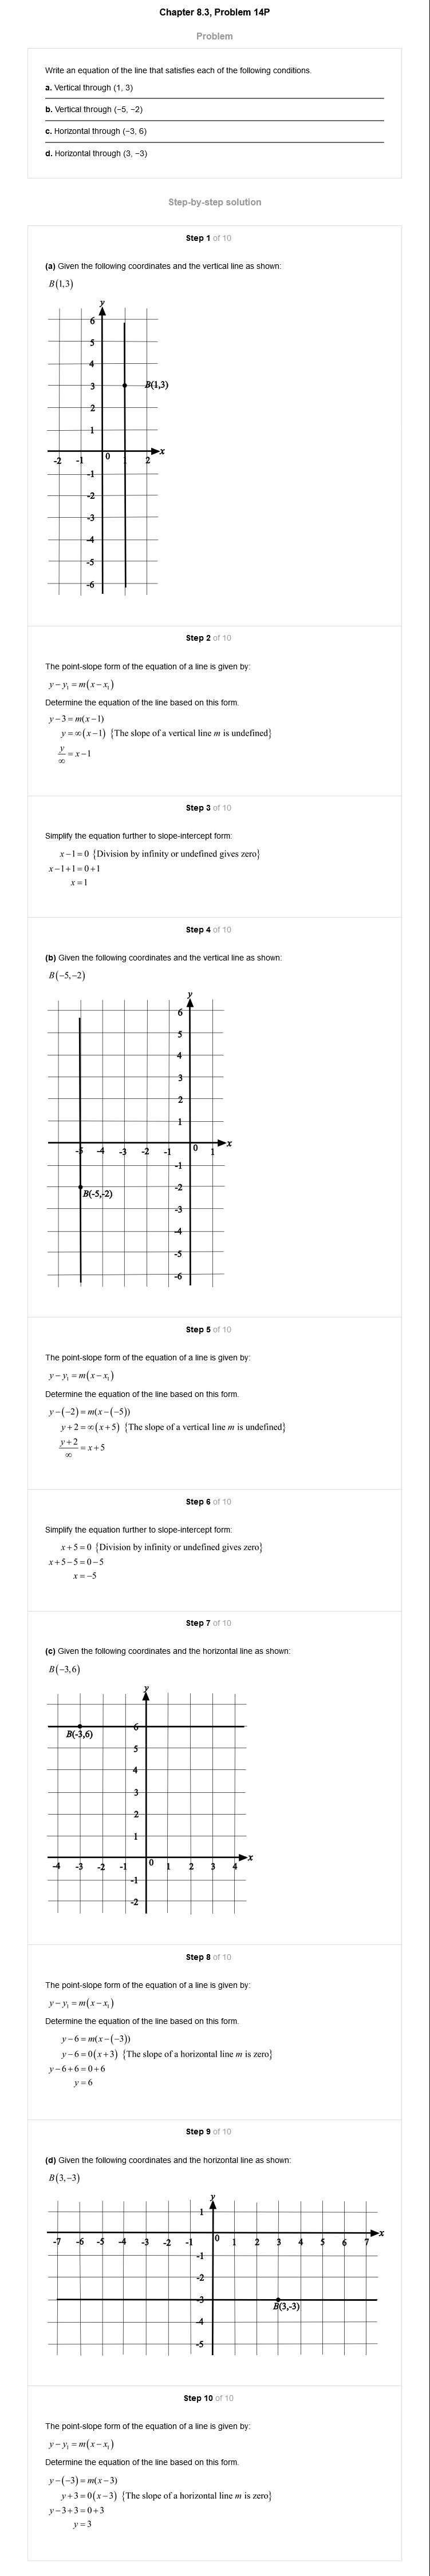 Chapter 8.3, Problem 14P
Problem
Write an equation of the line that satisfies each of the following conditions.
a. Vertical through (1, 3)
b. Vertical through (−5, −2)
c. Horizontal through (−3, 6)
d. Horizontal through (3, −3)
Step-by-step solution
Step 1 of 10
(a) Given the following coordinates and the vertical line as shown:
B(1,3)
y
6
5
4
3 B(1,3)
2
1
-2 -1 0 2 x
-1
-2
-3
-4
-5
-6
Step 2 of 10
The point-slope form of the equation of a line is given by:
y − y₁ = m(x − x₁)
Determine the equation of the line based on this form.
y − 3 = m(x − 1)
y = ∞(x − 1) {The slope of a vertical line m is undefined}
y/∞ = x − 1
Step 3 of 10
Simplify the equation further to slope-intercept form:
x − 1 = 0 {Division by infinity or undefined gives zero}
x − 1 + 1 = 0 + 1
x = 1
Step 4 of 10
(b) Given the following coordinates and the vertical line as shown:
B(−5,−2)
y
6
5
4
3
2
1
-5 -4 -3 -2 -1 0 1 x
-1
B(-5,-2) -2
-3
-4
-5
-6
Step 5 of 10
The point-slope form of the equation of a line is given by:
y − y₁ = m(x − x₁)
Determine the equation of the line based on this form.
y − (−2) = m(x − (−5))
y + 2 = ∞(x + 5) {The slope of a vertical line m is undefined}
y + 2/∞ = x + 5
Step 6 of 10
Simplify the equation further to slope-intercept form:
x + 5 = 0 {Division by infinity or undefined gives zero}
x + 5 − 5 = 0 − 5
x = −5
Step 7 of 10
(c) Given the following coordinates and the horizontal line as shown:
B(−3,6)
y
B(-3,6) 6
5
4
3
2
1
-4 -3 -2 -1 0 1 2 3 4 x
-1
-2
Step 8 of 10
The point-slope form of the equation of a line is given by:
y − y₁ = m(x − x₁)
Determine the equation of the line based on this form.
y − 6 = m(x − (−3))
y − 6 = 0(x + 3) {The slope of a horizontal line m is zero}
y − 6 + 6 = 0 + 6
y = 6
Step 9 of 10
(d) Given the following coordinates and the horizontal line as shown:
B(3,−3)
y
1
-7 -6 -5 -4 -3 -2 -1 0 1 2 3 4 5 6 7 x
-1
-2
-3 B(3,-3)
-4
-5
Step 10 of 10
The point-slope form of the equation of a line is given by:
y − y₁ = m(x − x₁)
Determine the equation of the line based on this form.
y − (−3) = m(x − 3)
y + 3 = 0(x − 3) {The slope of a horizontal line m is zero}
y − 3 + 3 = 0 + 3
y = 3